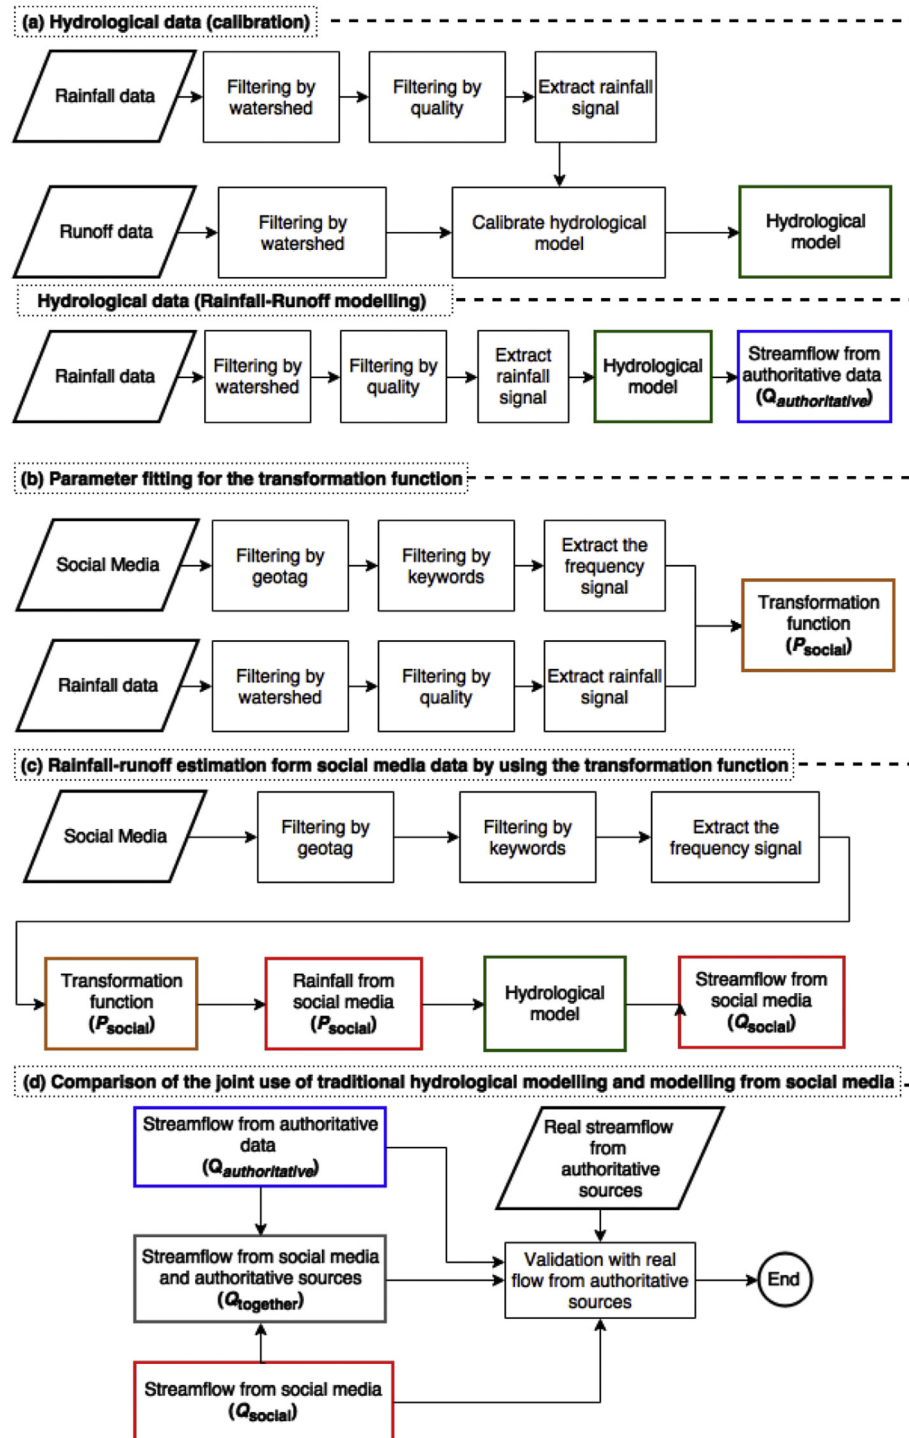 (a) Hydrological data (calibration)
Rainfall data
Filtering by
watershed
Filtering by
quality
Extract rainfall
signal
Runoff data
Filtering by
watershed
Calibrate hydrological
model
Hydrological
model
Hydrological data (Rainfall-Runoff modelling)
Rainfall data
Filtering by
watershed
Filtering by
quality
Extract
rainfall
signal
Hydrological
model
Streamflow from
authoritative data
(Qauthoritative)
(b) Parameter fitting for the transformation function
Social Media
Filtering by
geotag
Filtering by
keywords
Extract the
frequency
signal
Transformation
function
(Psocial)
Rainfall data
Filtering by
watershed
Filtering by
quality
Extract rainfall
signal
(c) Rainfall-runoff estimation form social media data by using the transformation function
Social Media
Filtering by
geotag
Filtering by
keywords
Extract the
frequency signal
Transformation
function
(Psocial)
Rainfall from
social media
(Psocial)
Hydrological
model
Streamflow from
social media
(Qsocial)
(d) Comparison of the joint use of traditional hydrological modelling and modelling from social media
Streamflow from authoritative
data
(Qauthoritative)
Real streamflow
from
authoritative
sources
Streamflow from social media
and authoritative sources
(Qtogether)
Validation with real
flow from authoritative
sources
End
Streamflow from social media
(Qsocial)